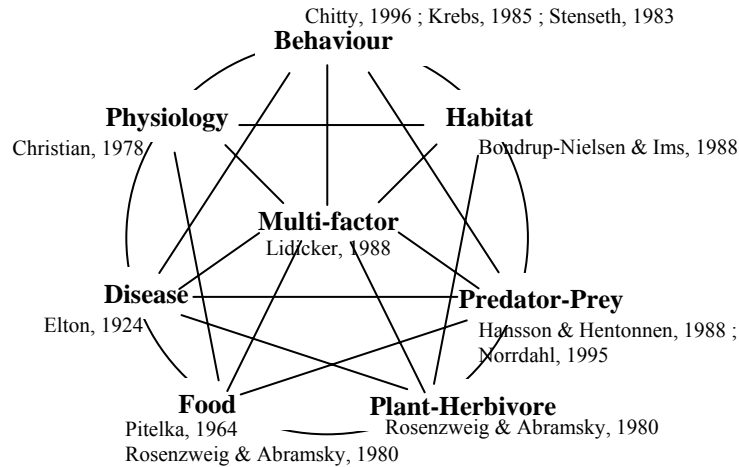 Chitty, 1996 ; Krebs, 1985 ; Stenseth, 1983
Behaviour
Physiology
Christian, 1978
Habitat
Bondrup-Nielsen & Ims, 1988
Multi-factor
Lidicker, 1988
Disease
Elton, 1924
Predator-Prey
Hansson & Hentonnen, 1988 ;
Norrdahl, 1995
Food
Pitelka, 1964
Rosenzweig & Abramsky, 1980
Plant-Herbivore
Rosenzweig & Abramsky, 1980